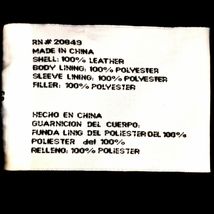 RN# 20849
MADE IN CHINA
SHELL: 100% LEATHER
BODY LINING: 100% POLYESTER
SLEEVE LINING: 100% POLYESTER
FILLER: 100% POLYESTER
HECHO EN CHINA
GUARNICION DEL CUERPO:
FUNDA LINIG DEL POLIESTER DEL 100%
POLIESTER del 100%
RELLENO: 100% POLIESTER